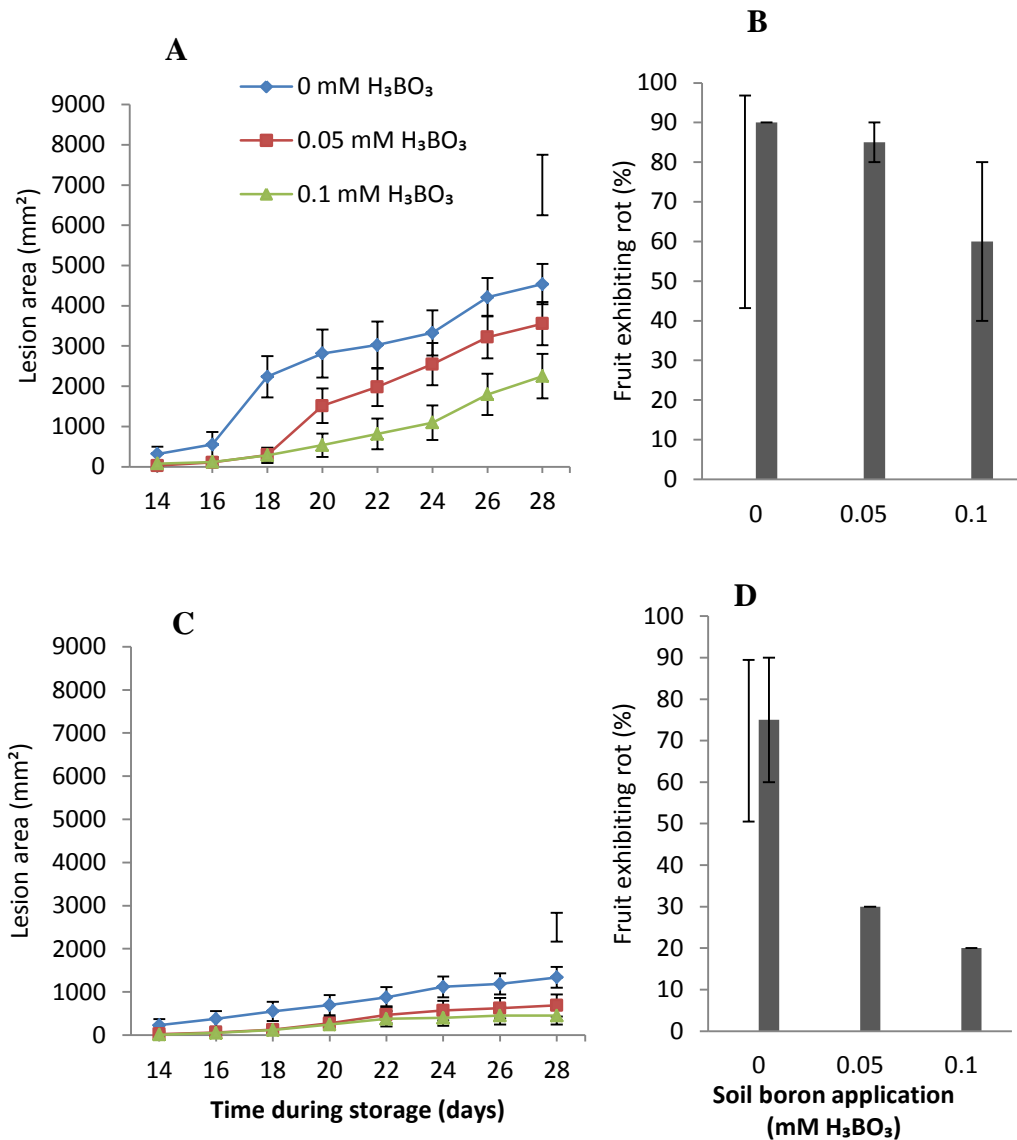 A
0 mM H₃BO₃
0.05 mM H₃BO₃
0.1 mM H₃BO₃
Lesion area (mm²)
9000
8000
7000
6000
5000
4000
3000
2000
1000
0
14 16 18 20 22 24 26 28
B
Fruit exhibiting rot (%)
100
90
80
70
60
50
40
30
20
10
0
0 0.05 0.1
C
Lesion area (mm²)
9000
8000
7000
6000
5000
4000
3000
2000
1000
0
14 16 18 20 22 24 26 28
Time during storage (days)
D
Fruit exhibiting rot (%)
100
90
80
70
60
50
40
30
20
10
0
0 0.05 0.1
Soil boron application
(mM H₃BO₃)